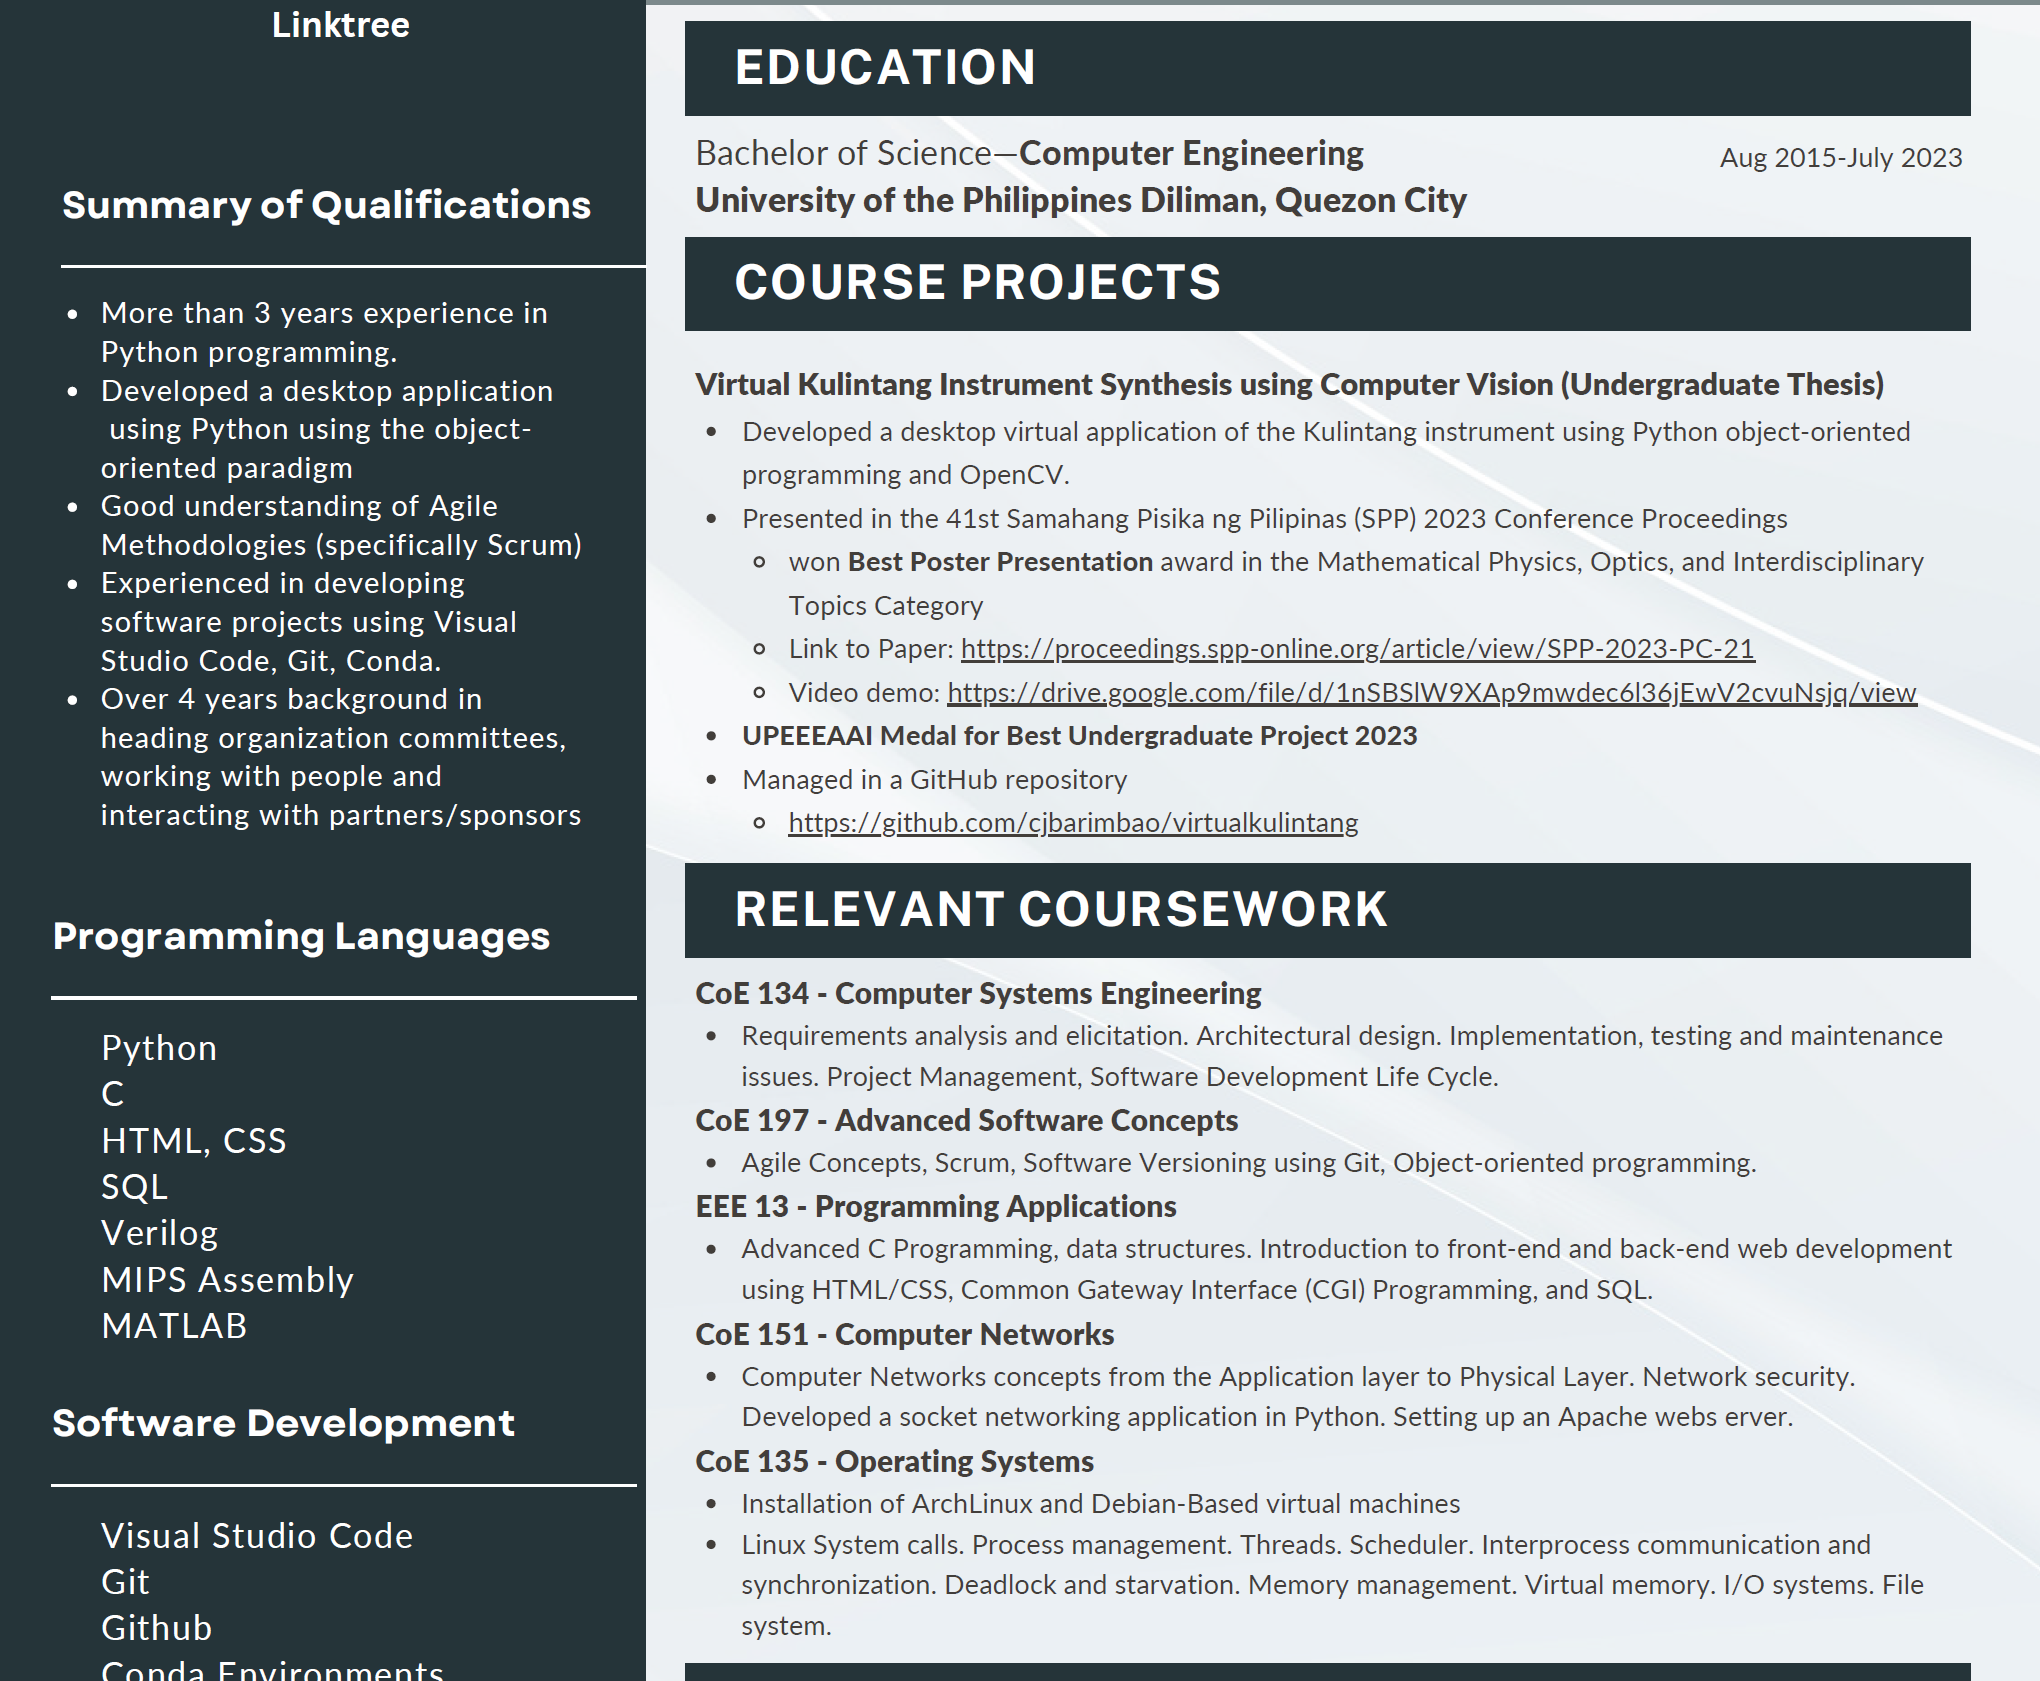 Linktree
Summary of Qualifications
More than 3 years experience in
Python programming.
Developed a desktop application
using Python using the object-
oriented paradigm
Good understanding of Agile
Methodologies (specifically Scrum)
Experienced in developing
software projects using Visual
Studio Code, Git, Conda.
Over 4 years background in
heading organization committees,
working with people and
interacting with partners/sponsors
Programming Languages
Python
C
HTML, CSS
SQL
Verilog
MIPS Assembly
MATLAB
Software Development
Visual Studio Code
Git
Github
Conda Environments
EDUCATION
Bachelor of Science—Computer Engineering
Aug 2015-July 2023
University of the Philippines Diliman, Quezon City
COURSE PROJECTS
Virtual Kulintang Instrument Synthesis using Computer Vision (Undergraduate Thesis)
Developed a desktop virtual application of the Kulintang instrument using Python object-oriented
programming and OpenCV.
Presented in the 41st Samahang Pisika ng Pilipinas (SPP) 2023 Conference Proceedings
won Best Poster Presentation award in the Mathematical Physics, Optics, and Interdisciplinary
Topics Category
Link to Paper: https://proceedings.spp-online.org/article/view/SPP-2023-PC-21
Video demo: https://drive.google.com/file/d/1nSBSlW9XAp9mwdec6l36jEwV2cvuNsjq/view
UPEEEAAI Medal for Best Undergraduate Project 2023
Managed in a GitHub repository
https://github.com/cjbarimbao/virtualkulintang
RELEVANT COURSEWORK
CoE 134 - Computer Systems Engineering
Requirements analysis and elicitation. Architectural design. Implementation, testing and maintenance
issues. Project Management, Software Development Life Cycle.
CoE 197 - Advanced Software Concepts
Agile Concepts, Scrum, Software Versioning using Git, Object-oriented programming.
EEE 13 - Programming Applications
Advanced C Programming, data structures. Introduction to front-end and back-end web development
using HTML/CSS, Common Gateway Interface (CGI) Programming, and SQL.
CoE 151 - Computer Networks
Computer Networks concepts from the Application layer to Physical Layer. Network security.
Developed a socket networking application in Python. Setting up an Apache webs erver.
CoE 135 - Operating Systems
Installation of ArchLinux and Debian-Based virtual machines
Linux System calls. Process management. Threads. Scheduler. Interprocess communication and
synchronization. Deadlock and starvation. Memory management. Virtual memory. I/O systems. File
system.